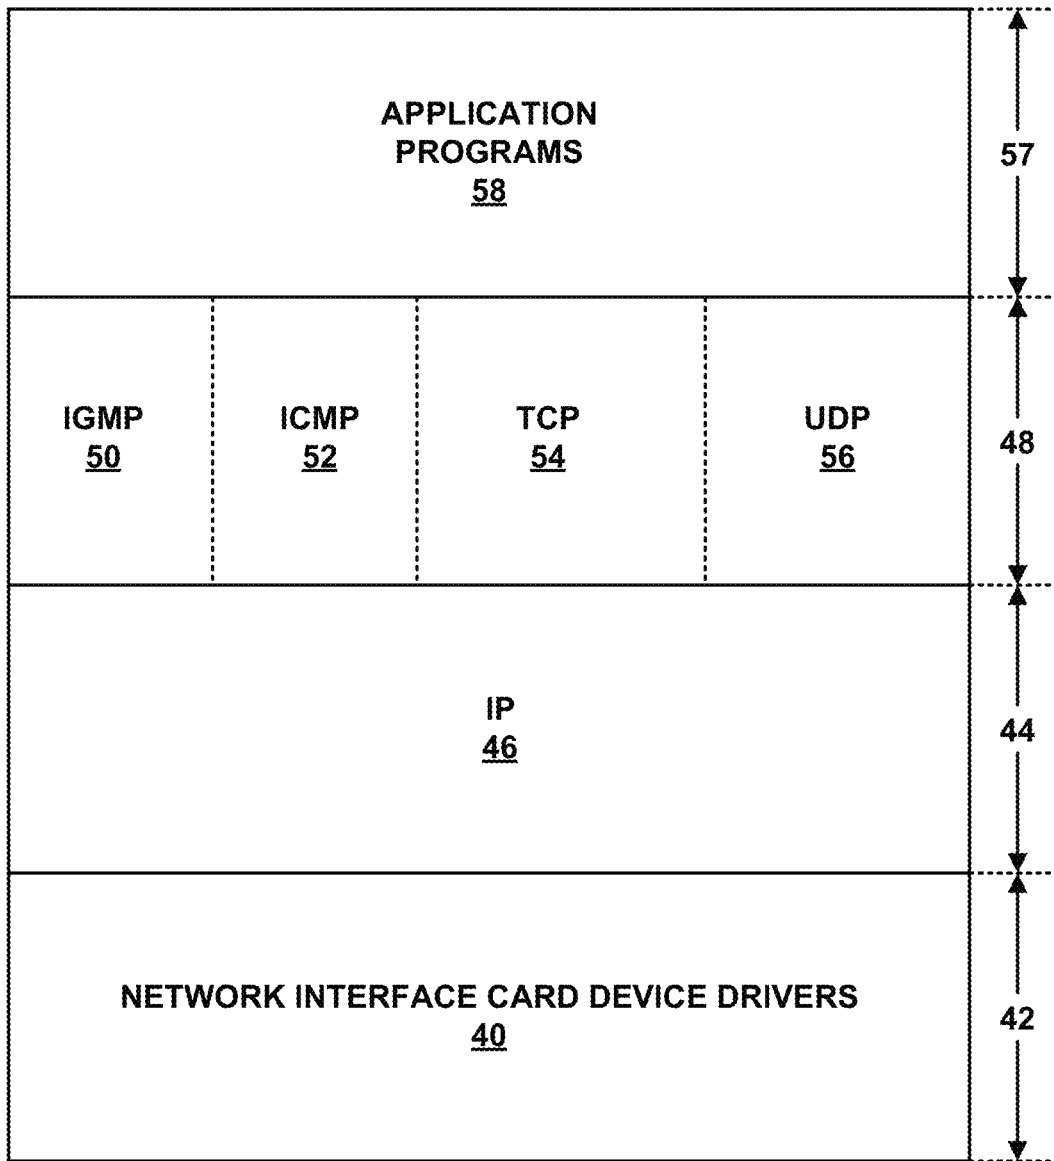 APPLICATION
PROGRAMS
58
57
IGMP
50
ICMP
52
TCP
54
UDP
56
48
IP
46
44
NETWORK INTERFACE CARD DEVICE DRIVERS
40
42